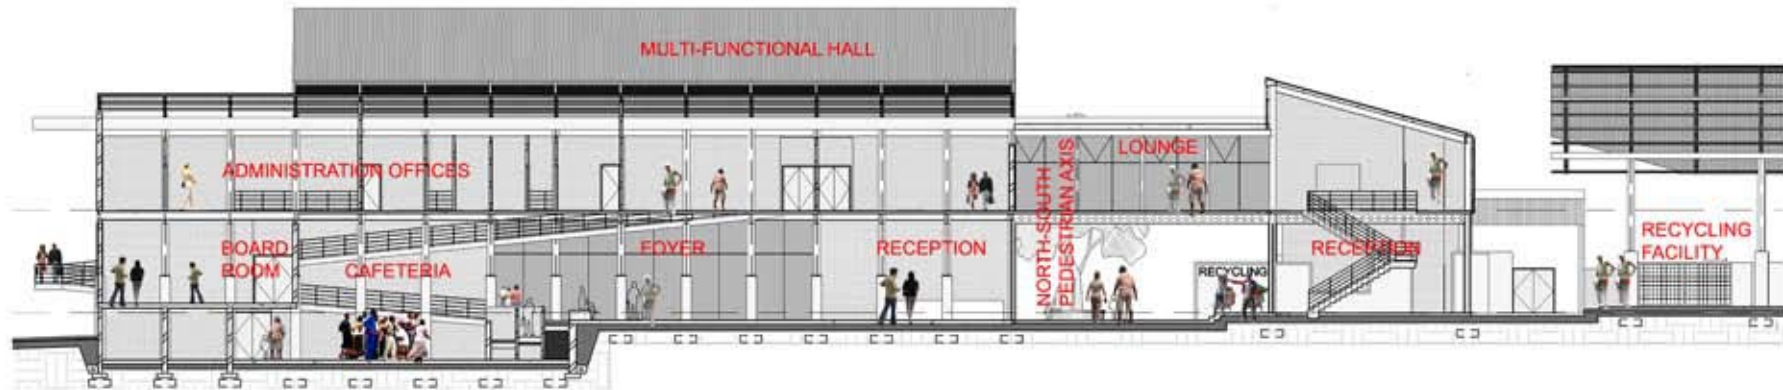 MULTI-FUNCTIONAL HALL
ADMINISTRATION OFFICES
LOUNGE
NORTH-SOUTH
PEDESTRIAN AXIS
BOARD
ROOM
CAFETERIA
FOYER
RECEPTION
RECYCLING
RECEPTION
RECYCLING
FACILITY